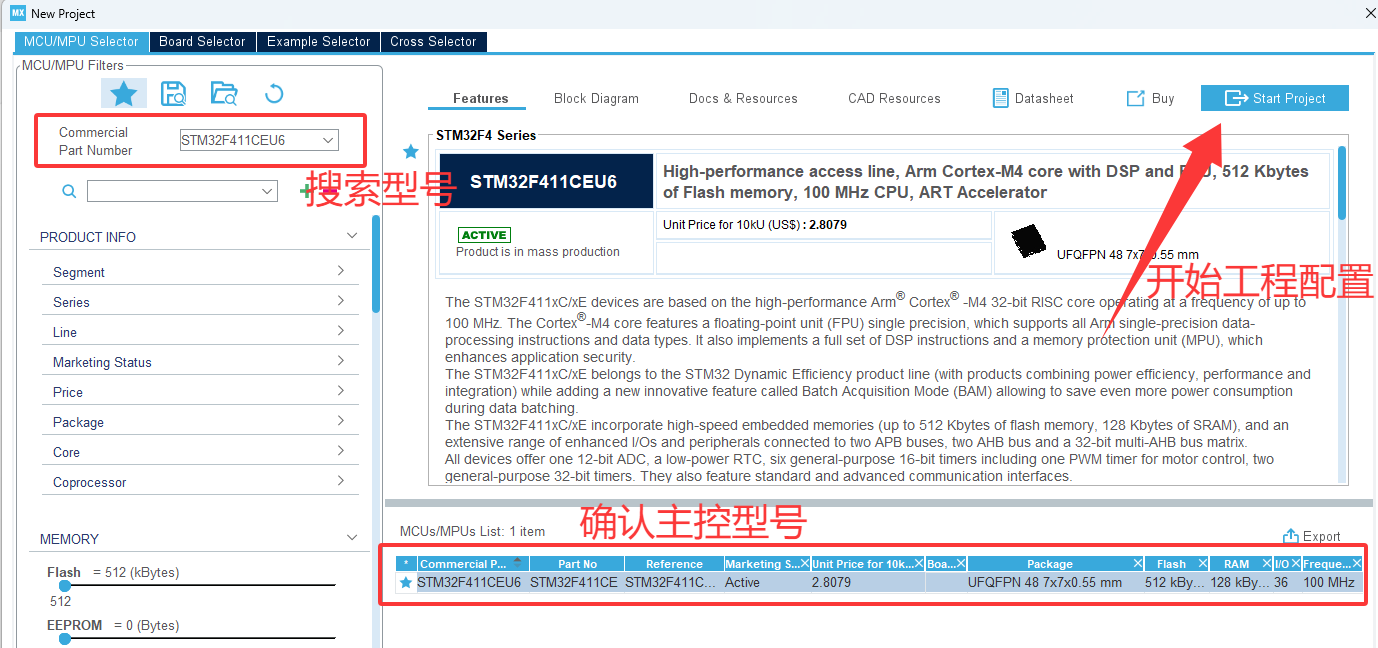 MX New Project
MCU/MPU Selector Board Selector Example Selector Cross Selector
MCU/MPU Filters
Commercial
Part Number
STM32F411CEU6
搜索型号
PRODUCT INFO
Segment
Series
Line
Marketing Status
Price
Package
Core
Coprocessor
MEMORY
Flash = 512 (kBytes)
512
EEPROM = 0 (Bytes)
Features Block Diagram Docs & Resources CAD Resources Datasheet Buy Start Project
STM32F4 Series
STM32F411CEU6
High-performance access line, Arm Cortex-M4 core with DSP and FPU, 512 Kbytes
of Flash memory, 100 MHz CPU, ART Accelerator
ACTIVE
Product is in mass production
Unit Price for 10kU (US$) : 2.8079
UFQFPN 48 7x7x0.55 mm
开始工程配置
The STM32F411xC/xE devices are based on the high-performance Arm® Cortex® -M4 32-bit RISC core operating at a frequency of up to
100 MHz. The Cortex®-M4 core features a floating-point unit (FPU) single precision, which supports all Arm single-precision data-
processing instructions and data types. It also implements a full set of DSP instructions and a memory protection unit (MPU), which
enhances application security.
The STM32F411xC/xE belongs to the STM32 Dynamic Efficiency product line (with products combining power efficiency, performance and
integration) while adding a new innovative feature called Batch Acquisition Mode (BAM) allowing to save even more power consumption
during data batching.
The STM32F411xC/xE incorporate high-speed embedded memories (up to 512 Kbytes of flash memory, 128 Kbytes of SRAM), and an
extensive range of enhanced I/Os and peripherals connected to two APB buses, two AHB bus and a 32-bit multi-AHB bus matrix.
All devices offer one 12-bit ADC, a low-power RTC, six general-purpose 16-bit timers including one PWM timer for motor control, two
general-purpose 32-bit timers. They also feature standard and advanced communication interfaces.
MCUs/MPUs List: 1 item
确认主控型号
Export
* Commercial P... Part No Reference Marketing S... Unit Price for 10k... Boa... Package Flash RAM I/O Freque...
STM32F411CEU6 STM32F411CE STM32F411C... Active 2.8079 UFQFPN 48 7x7x0.55 mm 512 kBy... 128 kBy... 36 100 MHz